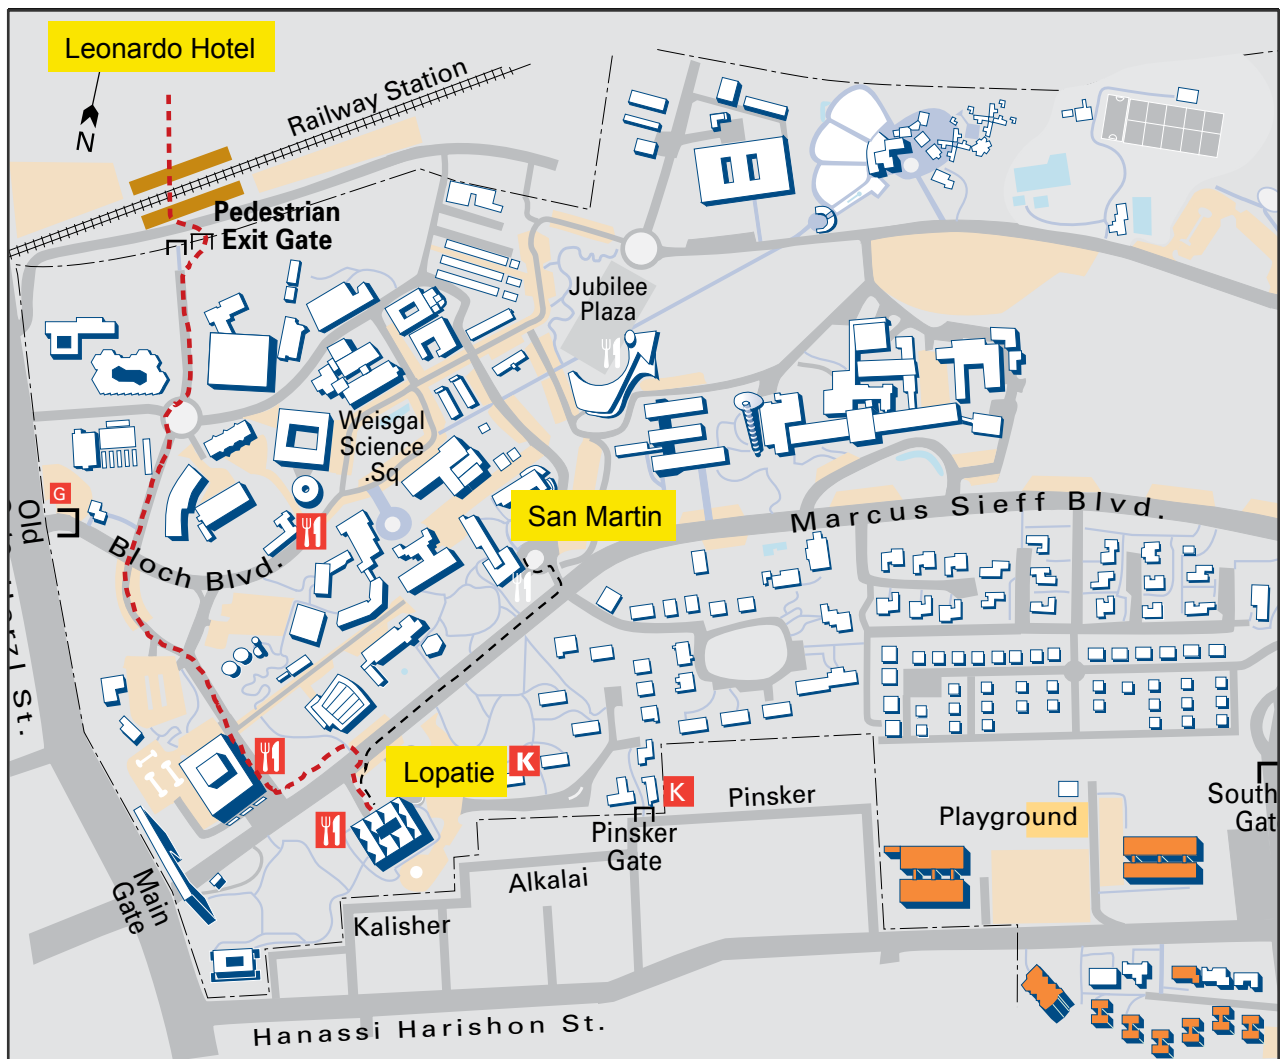 Leonardo Hotel
N
Railway Station
Pedestrian
Exit Gate
Jubilee
Plaza
Weisgal
Science
.Sq
G
Old
San Martin
Marcus Sieff Blvd.
Bloch Blvd.
St.
Lopatie
K
K
Pinsker
Pinsker
Gate
Playground
South
Gat
Main
Gate
Alkalai
Kalisher
Hanassi Harishon St.